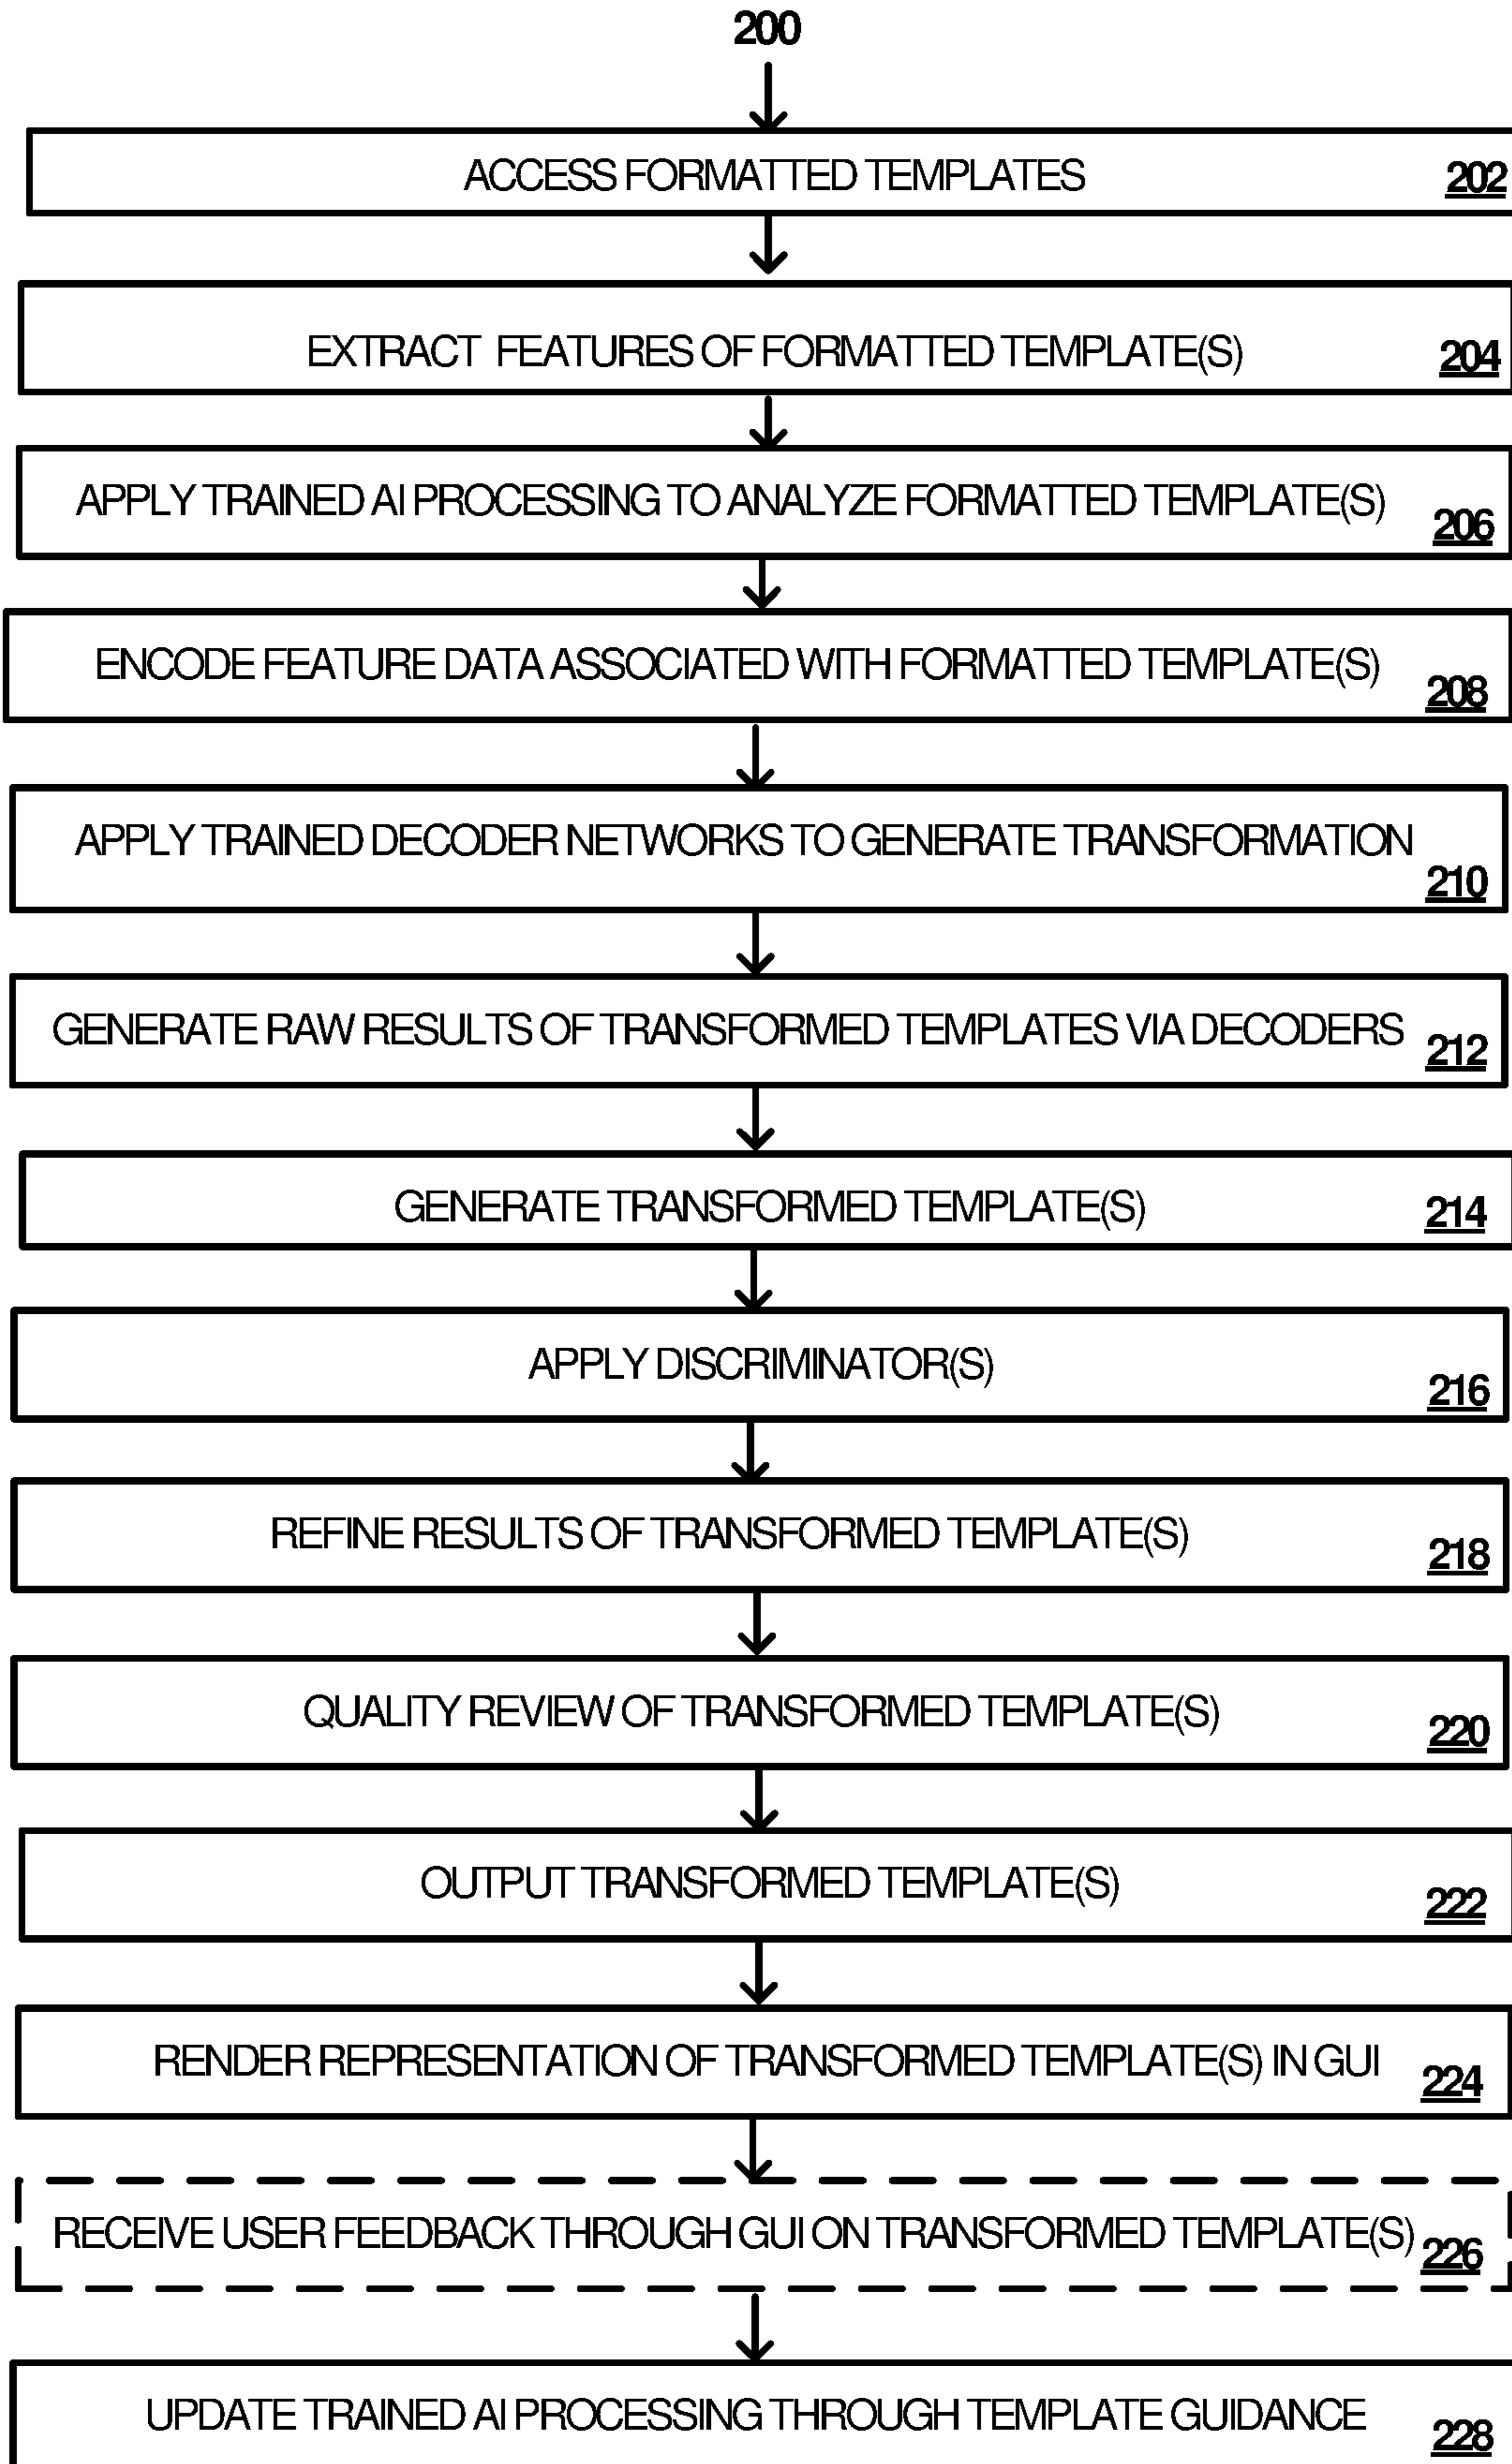 200
ACCESS FORMATTED TEMPLATES 202
EXTRACT FEATURES OF FORMATTED TEMPLATE(S) 204
APPLY TRAINED AI PROCESSING TO ANALYZE FORMATTED TEMPLATE(S) 206
ENCODE FEATURE DATA ASSOCIATED WITH FORMATTED TEMPLATE(S) 208
APPLY TRAINED DECODER NETWORKS TO GENERATE TRANSFORMATION 210
GENERATE RAW RESULTS OF TRANSFORMED TEMPLATES VIA DECODERS 212
GENERATE TRANSFORMED TEMPLATE(S) 214
APPLY DISCRIMINATOR(S) 216
REFINE RESULTS OF TRANSFORMED TEMPLATE(S) 218
QUALITY REVIEW OF TRANSFORMED TEMPLATE(S) 220
OUTPUT TRANSFORMED TEMPLATE(S) 222
RENDER REPRESENTATION OF TRANSFORMED TEMPLATE(S) IN GUI 224
RECEIVE USER FEEDBACK THROUGH GUI ON TRANSFORMED TEMPLATE(S) 226
UPDATE TRAINED AI PROCESSING THROUGH TEMPLATE GUIDANCE 228